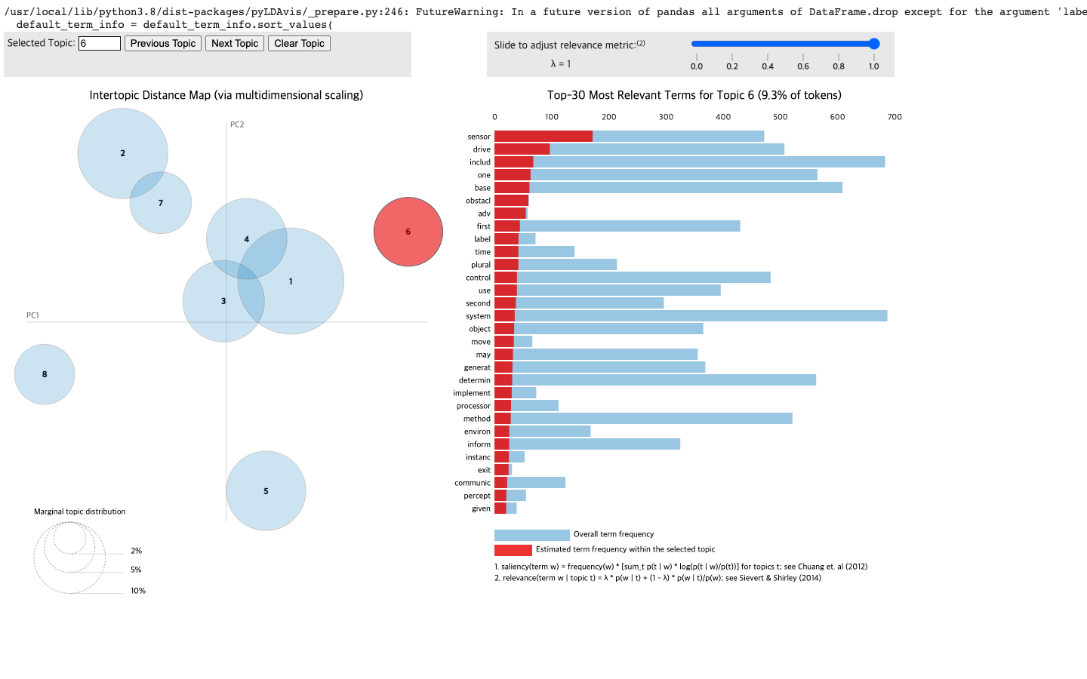 /usr/local/lib/python3.8/dist-packages/pyLDAvis/_prepare.py:246: FutureWarning: In a future version of pandas all arguments of DataFrame.drop except for the argument 'labe
default_term_info = default_term_info.sort_values(
Selected Topic: 6 Previous Topic Next Topic Clear Topic
Slide to adjust relevance metric:(2)
λ = 1
0.0 0.2 0.4 0.6 0.8 1.0
Intertopic Distance Map (via multidimensional scaling)
PC2
2
7
4
6
1
3
PC1
8
5
Marginal topic distribution
2%
5%
10%
Top-30 Most Relevant Terms for Topic 6 (9.3% of tokens)
0 100 200 300 400 500 600 700
sensor
drive
includ
one
base
obstacl
adv
first
label
time
plural
control
use
second
system
object
move
may
generat
determin
implement
processor
method
environ
inform
instanc
exit
communic
percept
given
Overall term frequency
Estimated term frequency within the selected topic
1. saliency(term w) = frequency(w) * [sum_t p(t | w) * log(p(t | w)/p(t))] for topics t; see Chuang et. al (2012)
2. relevance(term w | topic t) = λ * p(w | t) + (1 - λ) * p(w | t)/p(w); see Sievert & Shirley (2014)